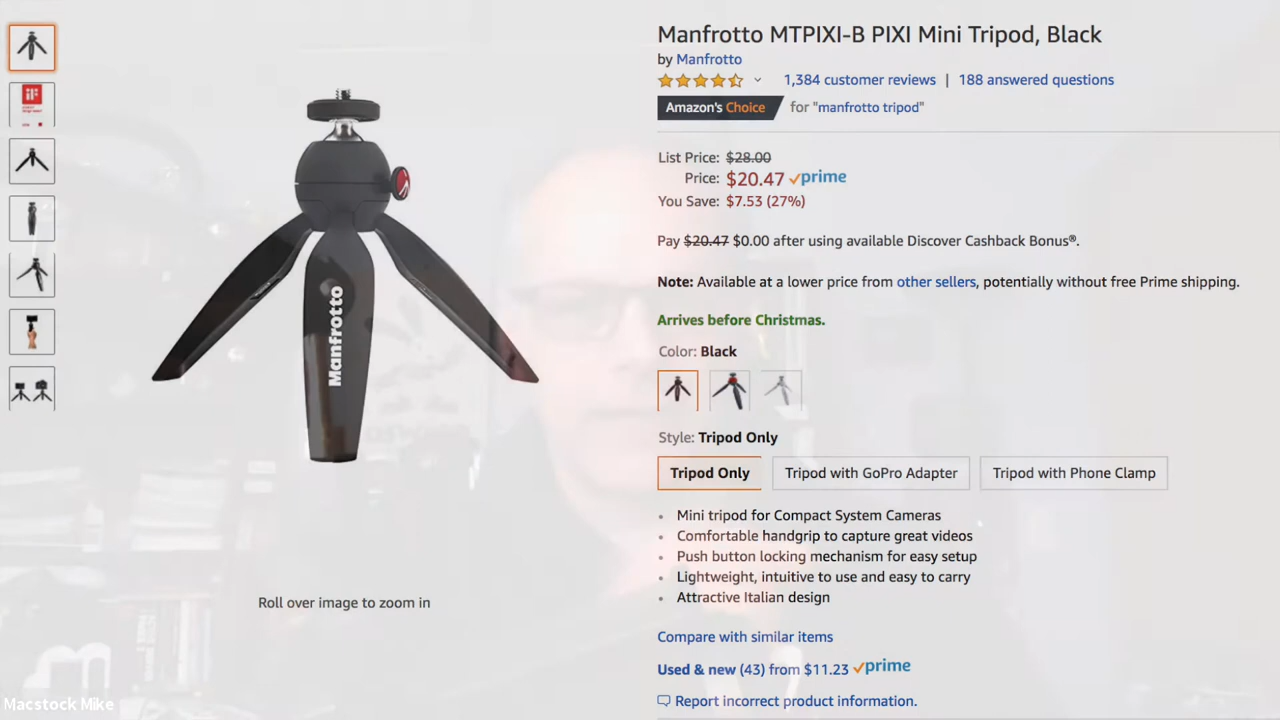 Manfrotto MTPIXI-B PIXI Mini Tripod, Black
by Manfrotto
1,384 customer reviews | 188 answered questions
Amazon's Choice for "manfrotto tripod"
List Price: $28.00
Price: $20.47 prime
You Save: $7.53 (27%)
Pay $20.47 $0.00 after using available Discover Cashback Bonus®.
Note: Available at a lower price from other sellers, potentially without free Prime shipping.
Arrives before Christmas.
Color: Black
Style: Tripod Only
Tripod Only Tripod with GoPro Adapter Tripod with Phone Clamp
• Mini tripod for Compact System Cameras
• Comfortable handgrip to capture great videos
• Push button locking mechanism for easy setup
• Lightweight, intuitive to use and easy to carry
• Attractive Italian design
Compare with similar items
Used & new (43) from $11.23 prime
Report incorrect product information.
Manfrotto
Roll over image to zoom in
Macstock Mike